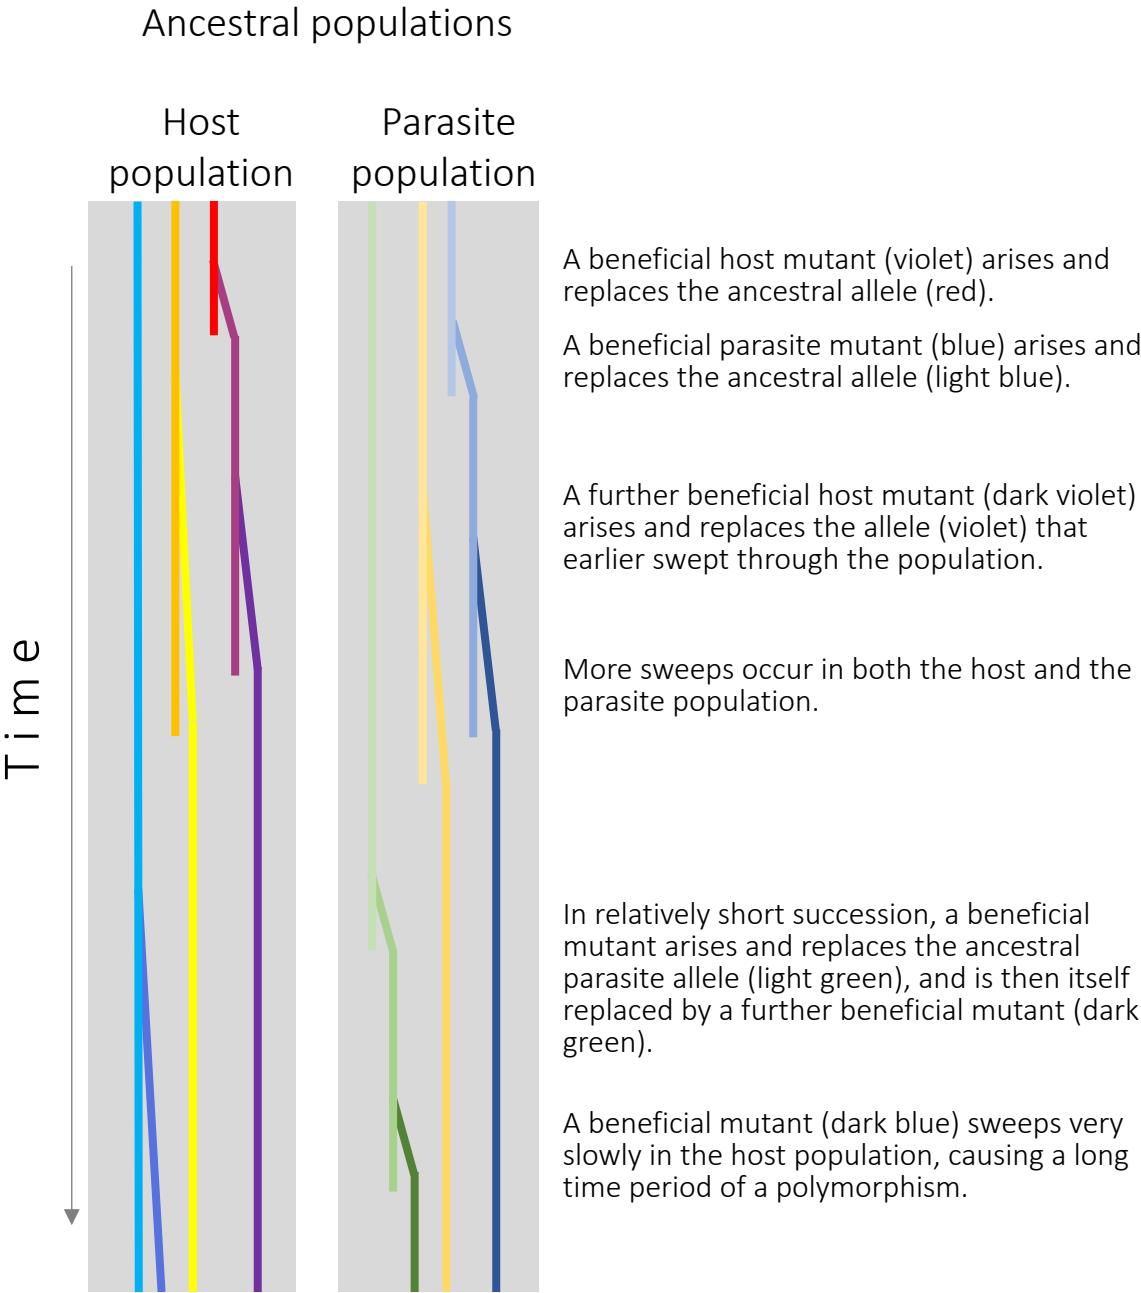 Ancestral populations
Host
population
Parasite
population
A beneficial host mutant (violet) arises and
replaces the ancestral allele (red).
A beneficial parasite mutant (blue) arises and
replaces the ancestral allele (light blue).
A further beneficial host mutant (dark violet)
arises and replaces the allele (violet) that
earlier swept through the population.
More sweeps occur in both the host and the
parasite population.
In relatively short succession, a beneficial
mutant arises and replaces the ancestral
parasite allele (light green), and is then itself
replaced by a further beneficial mutant (dark
green).
A beneficial mutant (dark blue) sweeps very
slowly in the host population, causing a long
time period of a polymorphism.
Time